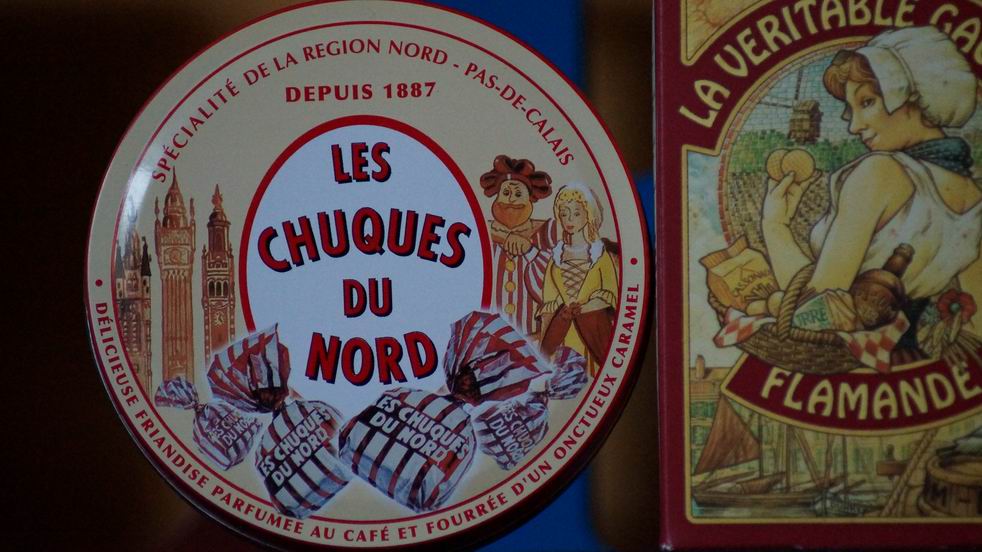 SPÉCIALITÉ DE LA REGION NORD - PAS-DE-CALAIS
DEPUIS 1887
LES
CHUQUES
DU
NORD
LES CHUQUES
DU NORD
ES CHUQUES
DU NORD
• DÉLICIEUSE FRIANDISE PARFUMEE AU CAFÉ ET FOURRÉE D'UN ONCTUEUX CARAMEL •
LA VERITABLE
FLAMANDE